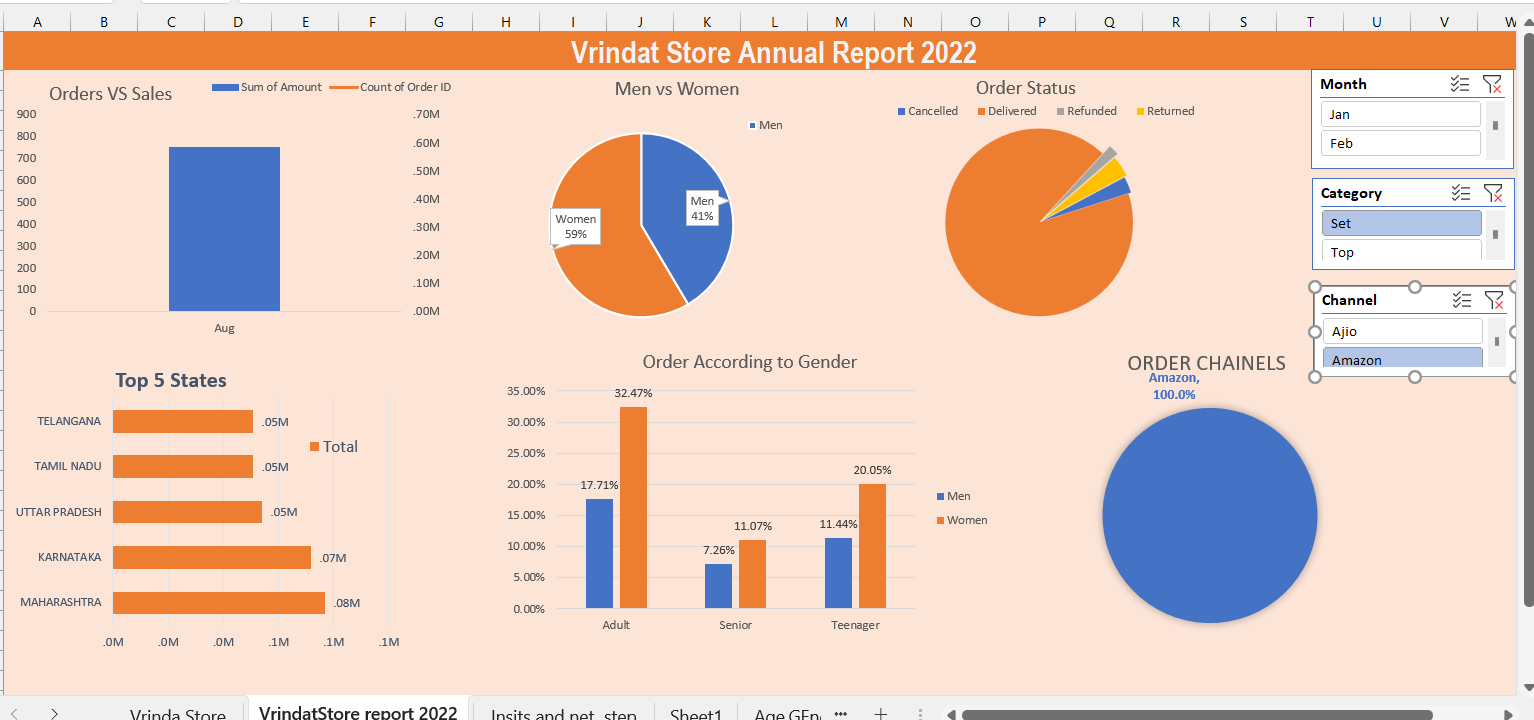 A B C D E F G H I J K L M N O P Q R S T U V W
Vrindat Store Annual Report 2022
Orders VS Sales
Sum of Amount Count of Order ID
900
800
700
600
500
400
300
200
100
0
.70M
.60M
.50M
.40M
.30M
.20M
.10M
.00M
Aug
Men vs Women
Men
Women
59%
Men
41%
Order Status
Cancelled Delivered Refunded Returned
Month
Jan
Feb
Category
Set
Top
Channel
Ajio
Amazon
Top 5 States
TELANGANA .05M
TAMIL NADU .05M
UTTAR PRADESH .05M
KARNATAKA .07M
MAHARASHTRA .08M
.0M .0M .0M .1M .1M .1M
Total
Order According to Gender
35.00%
30.00%
25.00%
20.00%
15.00%
10.00%
5.00%
0.00%
17.71% 32.47%
7.26% 11.07%
11.44% 20.05%
Adult Senior Teenager
Men
Women
ORDER CHAINELS
Amazon,
100.0%
Vrinda Store VrindatStore report 2022 Insits and net step Sheet1 Age GEn